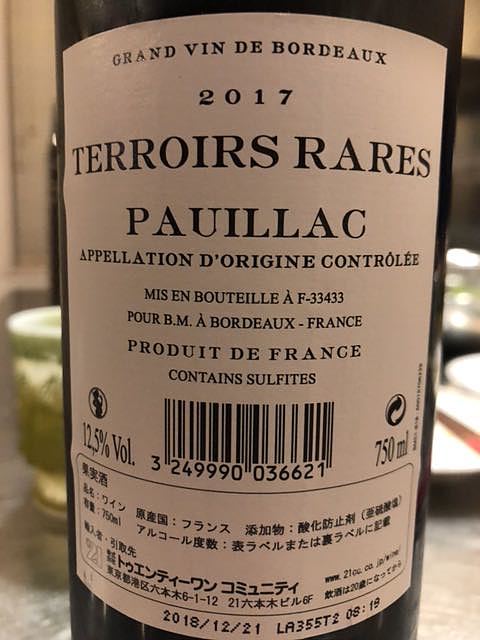 GRAND VIN DE BORDEAUX
2017
TERROIRS RARES
PAUILLAC
APPELLATION D'ORIGINE CONTRÔLÉE
MIS EN BOUTEILLE À F-33433
POUR B.M. À BORDEAUX - FRANCE
PRODUIT DE FRANCE
CONTAINS SULFITES
12,5% Vol.
3 249990 036621
750 ml
果実酒
品名：ワイン 原産国：フランス 添加物：酸化防止剤（亜硫酸塩）
容量：750ml アルコール度数：表ラベルまたは裏ラベルに記載
輸入者・引取先
株式会社 トゥエンティーワン コミュニティ www.21cc.co.jp/wine/
東京都港区六本木6-1-12 21六本木ビル6F 飲酒は20歳になってから
2018/12/21 LA355T2 08:19